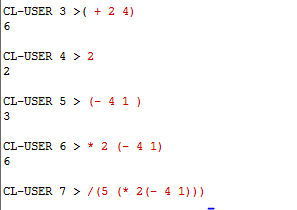 CL-USER 3 >( + 2 4)
6
CL-USER 4 > 2
2
CL-USER 5 > (- 4 1 )
3
CL-USER 6 > * 2 (- 4 1)
6
CL-USER 7 > /(5 (* 2(- 4 1)))